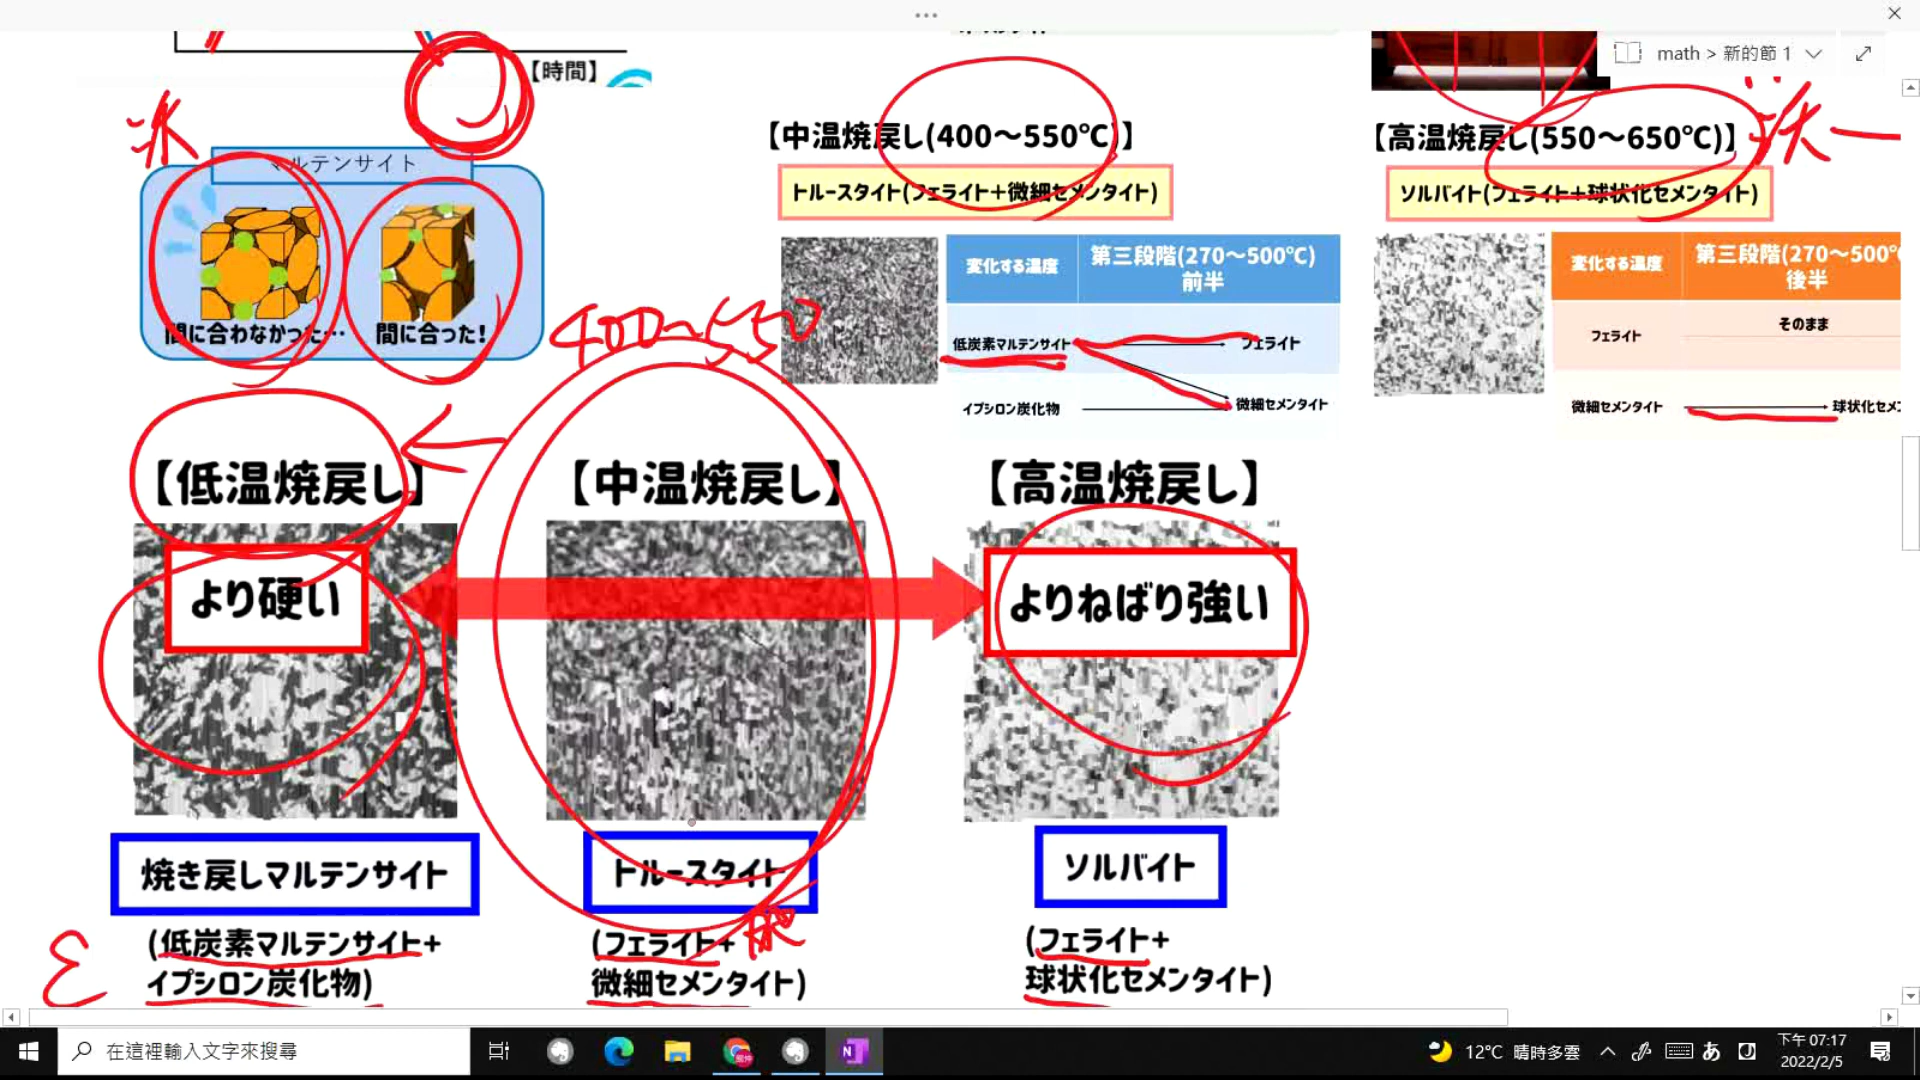 math > 新的節 1
【時間】
マルテンサイト
間に合わなかった…
間に合った!
【中温焼戻し(400〜550℃)】
トルースタイト(フェライト+微細セメンタイト)
変化する温度
第三段階(270〜500℃)
前半
低炭素マルテンサイト
フェライト
イプシロン炭化物
微細セメンタイト
【高温焼戻し(550〜650℃)】
ソルバイト(フェライト+球状化セメンタイト)
変化する温度
第三段階(270〜500℃
後半
フェライト
そのまま
微細セメンタイト
球状化セメ
400~550
【低温焼戻し】
【中温焼戻し】
【高温焼戻し】
より硬い
よりねばり強い
焼き戻しマルテンサイト
トルースタイト
ソルバイト
(低炭素マルテンサイト+
イプシロン炭化物)
(フェライト+
微細セメンタイト)
(フェライト+
球状化セメンタイト)
ε
在這裡輸入文字來搜尋
12°C 晴時多雲
あ
下午 07:17
2022/2/5